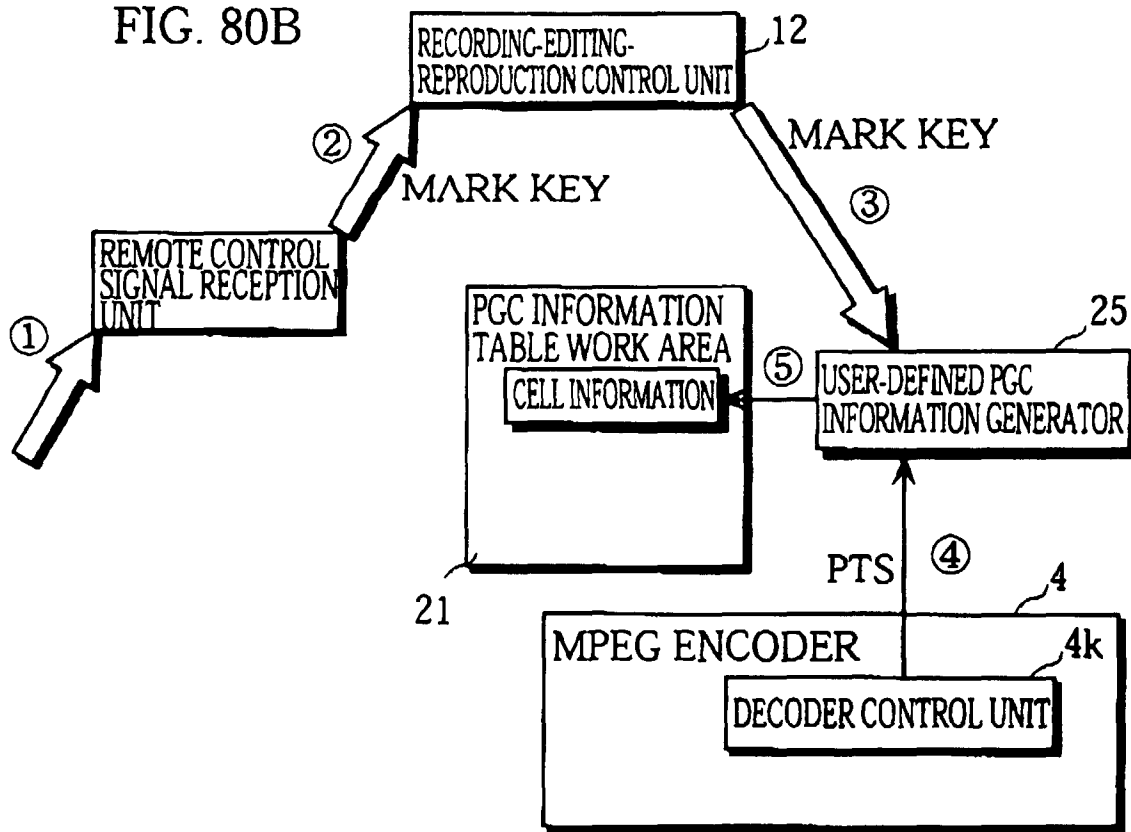 FIG. 80B
RECORDING-EDITING-
REPRODUCTION CONTROL UNIT
12
②
MARK KEY
MARK KEY
③
REMOTE CONTROL
SIGNAL RECEPTION
UNIT
①
PGC INFORMATION
TABLE WORK AREA
CELL INFORMATION
⑤
25
USER-DEFINED PGC
INFORMATION GENERATOR
21
PTS
④
4
MPEG ENCODER
4k
DECODER CONTROL UNIT